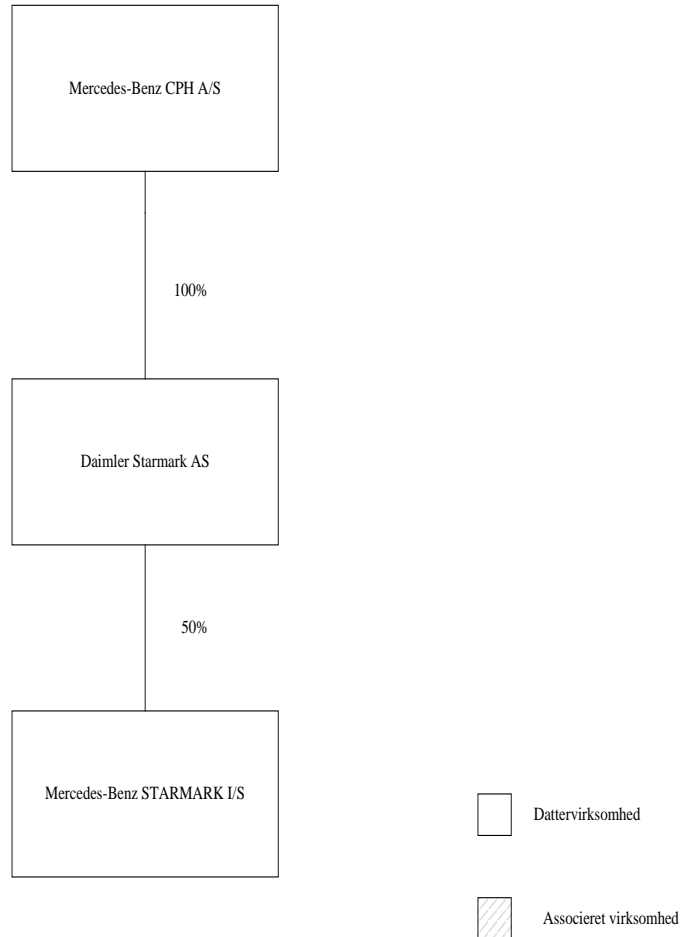 Mercedes-Benz CPH A/S
100%
Daimler Starmark AS
50%
Mercedes-Benz STARMARK I/S
Dattervirksomhed
Associeret virksomhed